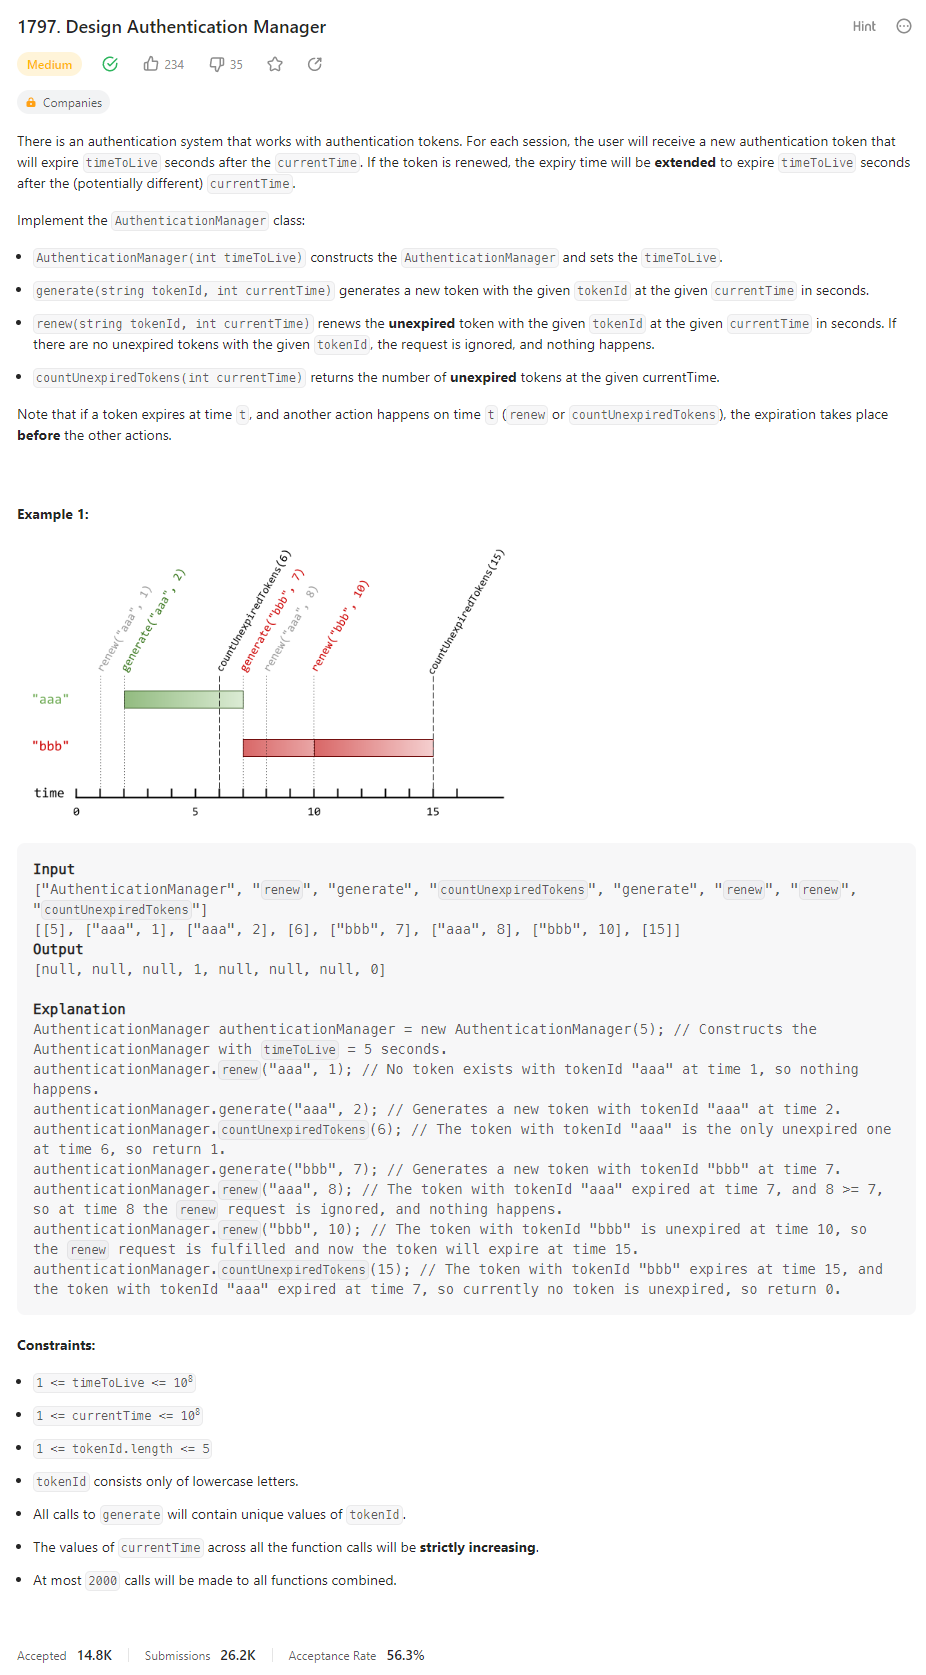 1797. Design Authentication Manager
Hint
Medium
234
35
Companies
There is an authentication system that works with authentication tokens. For each session, the user will receive a new authentication token that
will expire timeToLive seconds after the currentTime. If the token is renewed, the expiry time will be extended to expire timeToLive seconds
after the (potentially different) currentTime.
Implement the AuthenticationManager class:
• AuthenticationManager(int timeToLive) constructs the AuthenticationManager and sets the timeToLive.
• generate(string tokenId, int currentTime) generates a new token with the given tokenId at the given currentTime in seconds.
• renew(string tokenId, int currentTime) renews the unexpired token with the given tokenId at the given currentTime in seconds. If
there are no unexpired tokens with the given tokenId, the request is ignored, and nothing happens.
• countUnexpiredTokens(int currentTime) returns the number of unexpired tokens at the given currentTime.
Note that if a token expires at time t, and another action happens on time t (renew or countUnexpiredTokens), the expiration takes place
before the other actions.
Example 1:
renew("aaa", 1)
generate("aaa", 2)
countUnexpiredTokens(6)
generate("bbb", 7)
renew("aaa", 8)
renew("bbb", 10)
countUnexpiredTokens(15)
"aaa"
"bbb"
time
0 5 10 15
Input
["AuthenticationManager", "renew", "generate", "countUnexpiredTokens", "generate", "renew", "renew",
"countUnexpiredTokens"]
[[5], ["aaa", 1], ["aaa", 2], [6], ["bbb", 7], ["aaa", 8], ["bbb", 10], [15]]
Output
[null, null, null, 1, null, null, null, 0]
Explanation
AuthenticationManager authenticationManager = new AuthenticationManager(5); // Constructs the
AuthenticationManager with timeToLive = 5 seconds.
authenticationManager.renew("aaa", 1); // No token exists with tokenId "aaa" at time 1, so nothing
happens.
authenticationManager.generate("aaa", 2); // Generates a new token with tokenId "aaa" at time 2.
authenticationManager.countUnexpiredTokens(6); // The token with tokenId "aaa" is the only unexpired one
at time 6, so return 1.
authenticationManager.generate("bbb", 7); // Generates a new token with tokenId "bbb" at time 7.
authenticationManager.renew("aaa", 8); // The token with tokenId "aaa" expired at time 7, and 8 >= 7,
so at time 8 the renew request is ignored, and nothing happens.
authenticationManager.renew("bbb", 10); // The token with tokenId "bbb" is unexpired at time 10, so
the renew request is fulfilled and now the token will expire at time 15.
authenticationManager.countUnexpiredTokens(15); // The token with tokenId "bbb" expires at time 15, and
the token with tokenId "aaa" expired at time 7, so currently no token is unexpired, so return 0.
Constraints:
• 1 <= timeToLive <= 10⁸
• 1 <= currentTime <= 10⁸
• 1 <= tokenId.length <= 5
• tokenId consists only of lowercase letters.
• All calls to generate will contain unique values of tokenId.
• The values of currentTime across all the function calls will be strictly increasing.
• At most 2000 calls will be made to all functions combined.
Accepted 14.8K Submissions 26.2K Acceptance Rate 56.3%